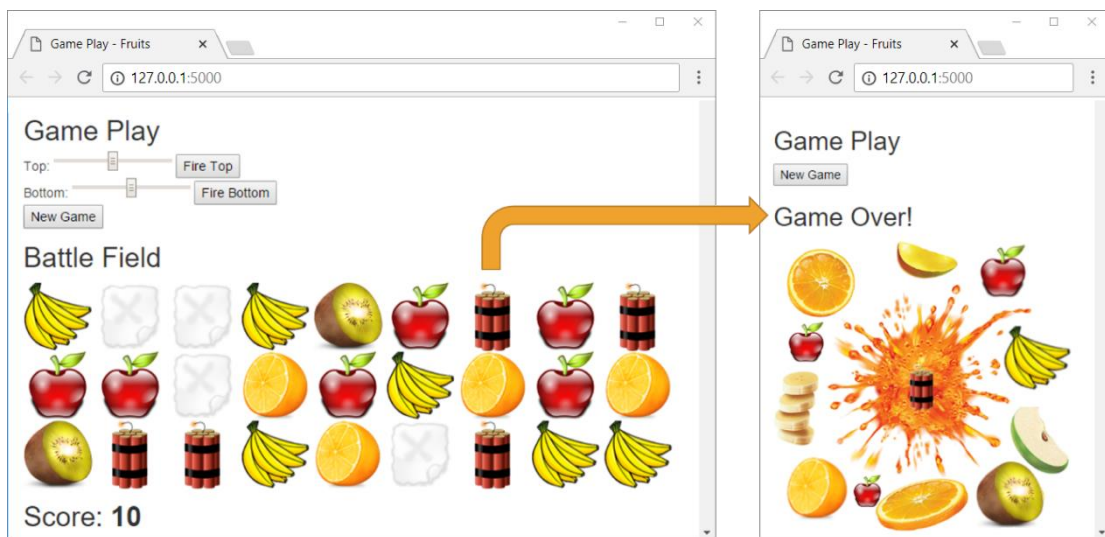 Game Play - Fruits
127.0.0.1:5000
Game Play
Top: Fire Top
Bottom: Fire Bottom
New Game
Battle Field
Score: 10
Game Play - Fruits
127.0.0.1:5000
Game Play
New Game
Game Over!